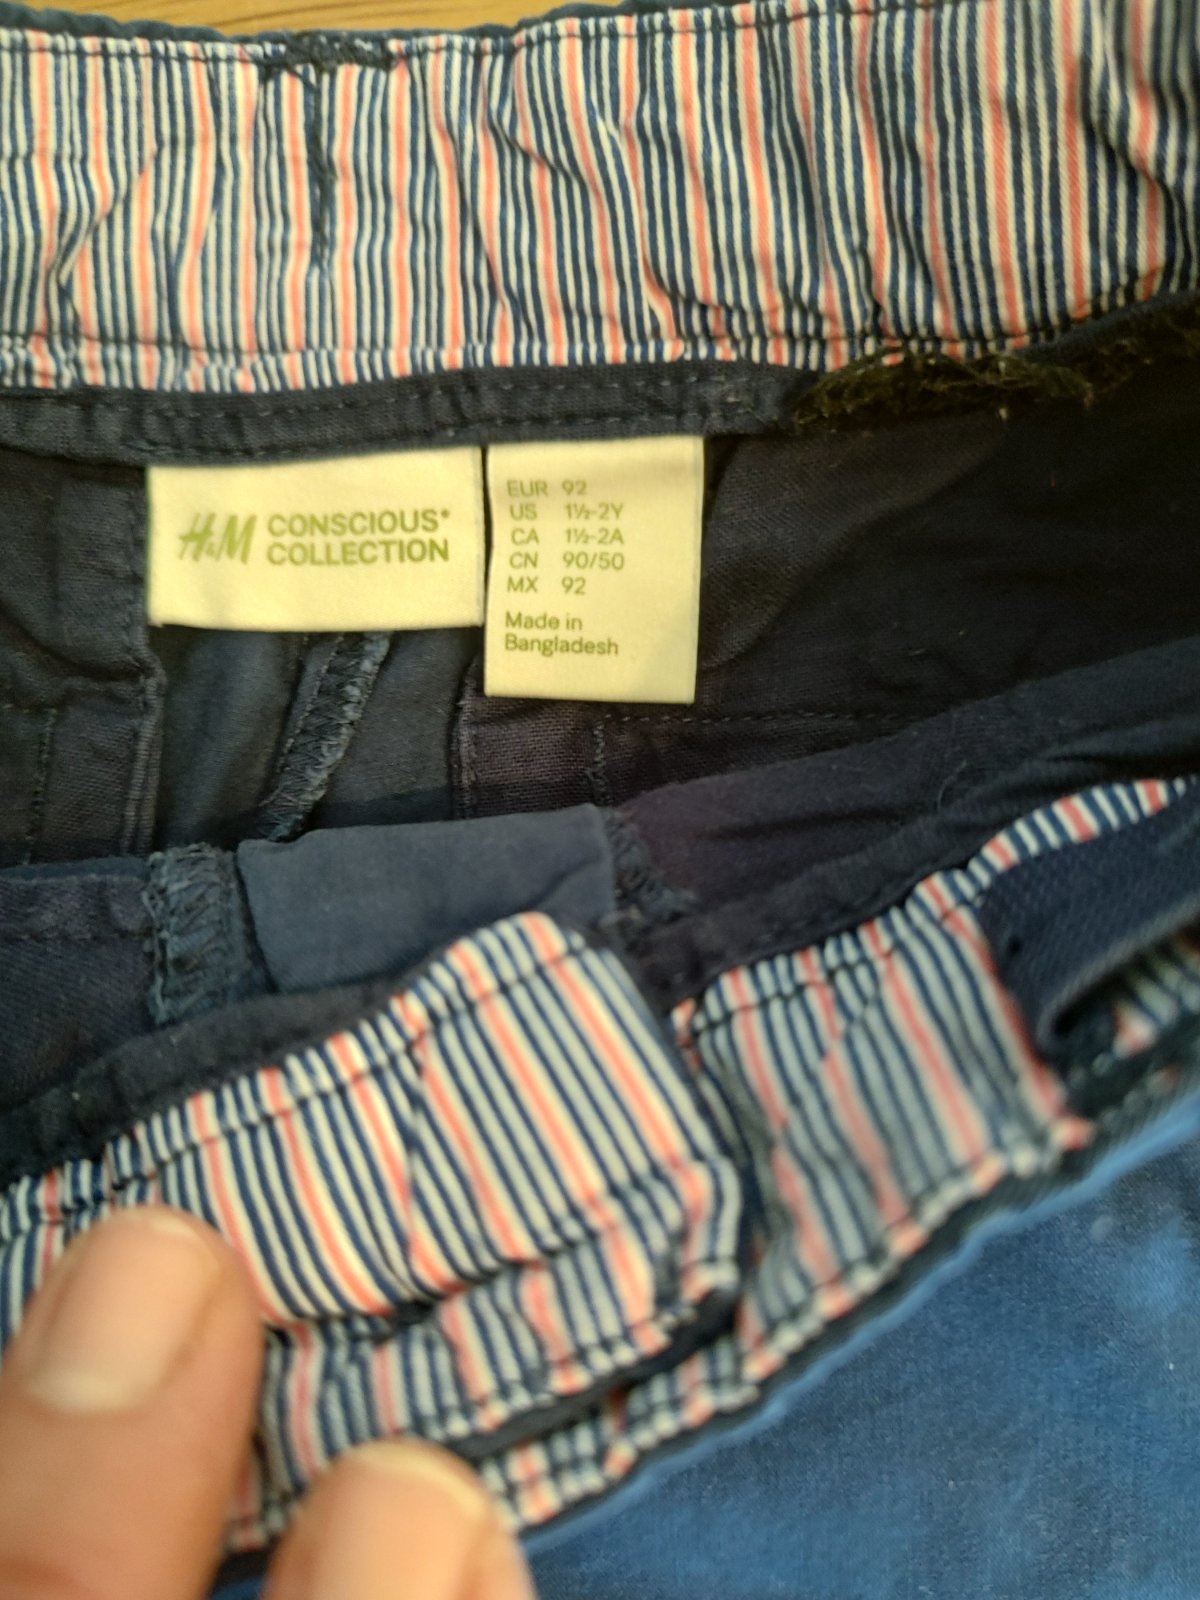 H&M CONSCIOUS*
COLLECTION
EUR 92
US 1½-2Y
CA 1½-2A
CN 90/50
MX 92
Made in
Bangladesh